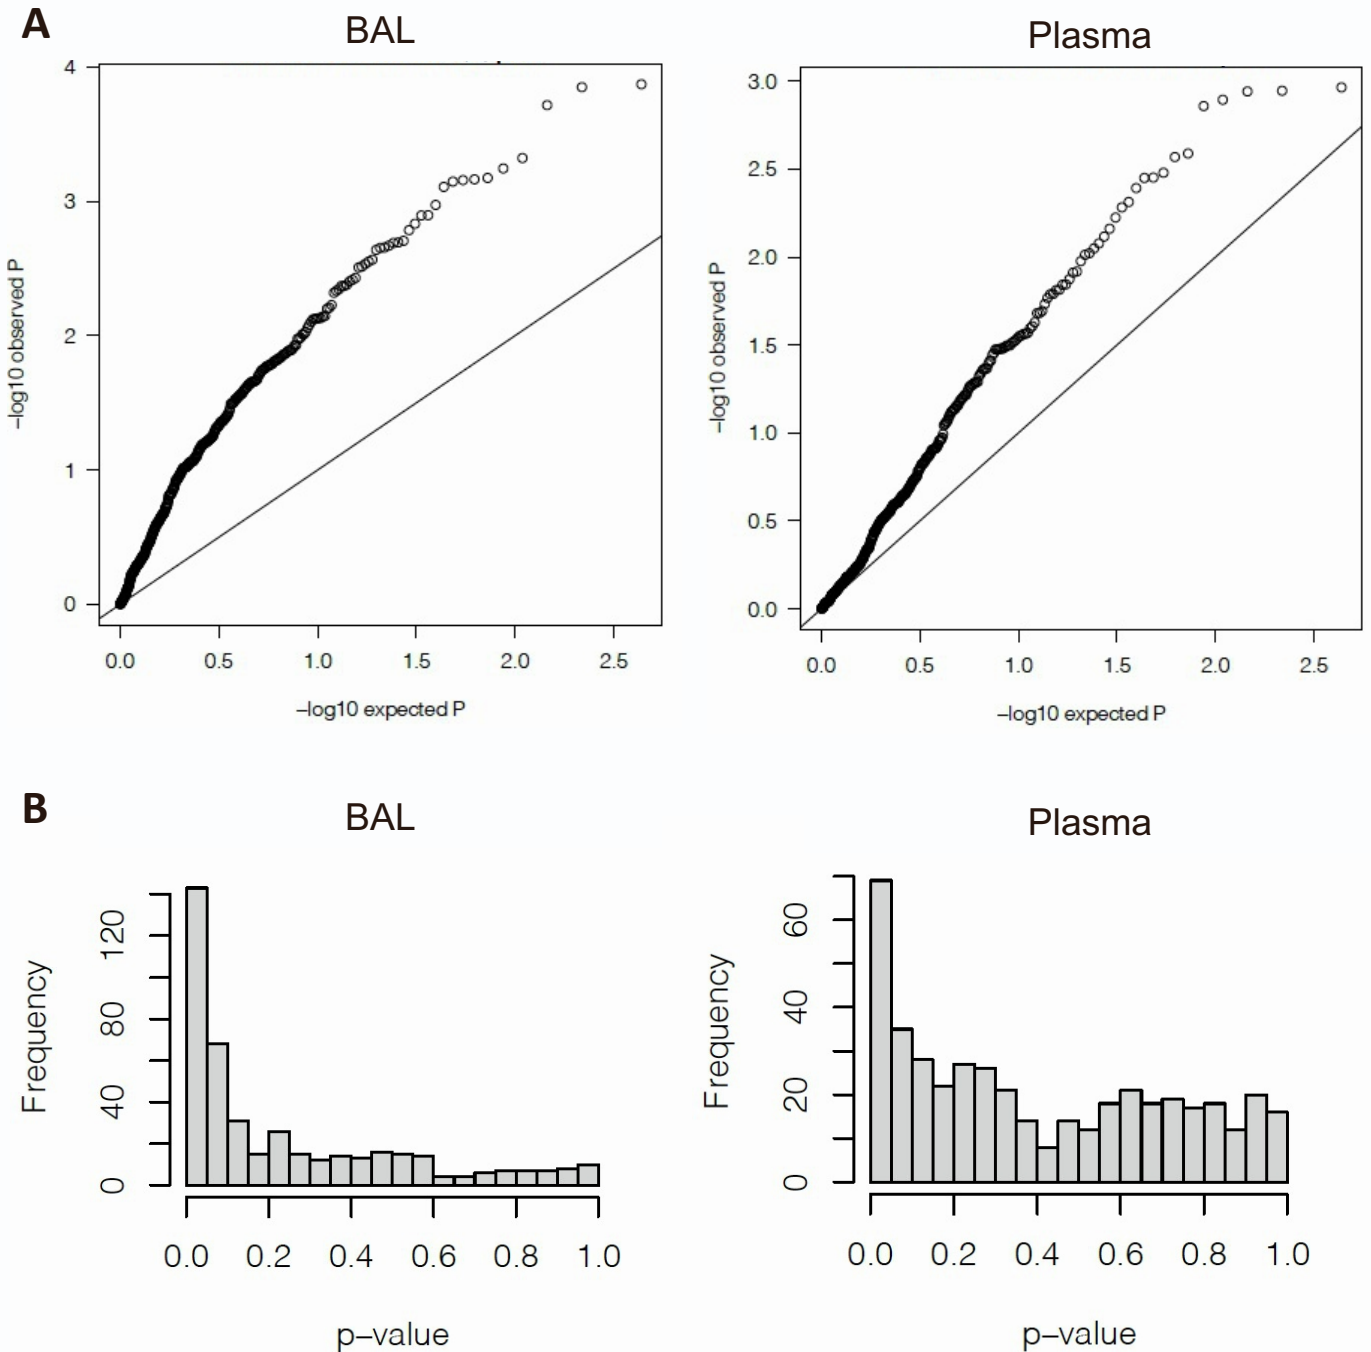 A
BAL
Plasma
4
3
2
1
0
–log10 observed P
0.0 0.5 1.0 1.5 2.0 2.5
–log10 expected P
3.0
2.5
2.0
1.5
1.0
0.5
0.0
–log10 observed P
0.0 0.5 1.0 1.5 2.0 2.5
–log10 expected P
B
BAL
Plasma
120
80
40
0
Frequency
0.0 0.2 0.4 0.6 0.8 1.0
p–value
60
40
20
0
Frequency
0.0 0.2 0.4 0.6 0.8 1.0
p–value